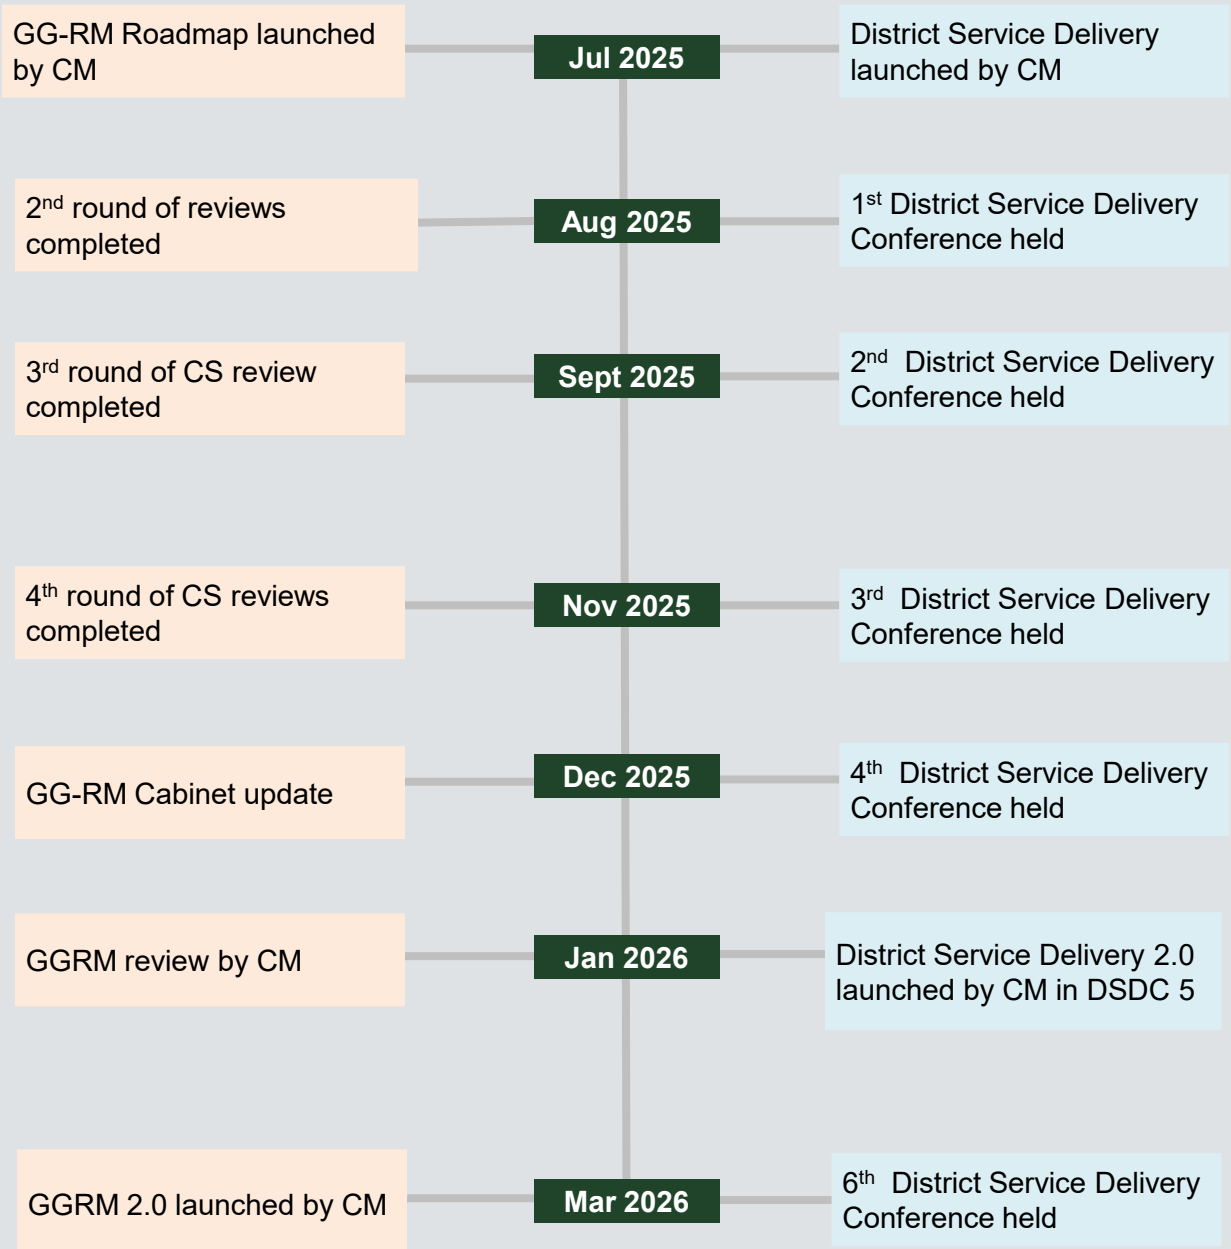 GG-RM Roadmap launched
by CM
Jul 2025
District Service Delivery
launched by CM
2nd round of reviews
completed
Aug 2025
1st District Service Delivery
Conference held
3rd round of CS review
completed
Sept 2025
2nd District Service Delivery
Conference held
4th round of CS reviews
completed
Nov 2025
3rd District Service Delivery
Conference held
GG-RM Cabinet update
Dec 2025
4th District Service Delivery
Conference held
GGRM review by CM
Jan 2026
District Service Delivery 2.0
launched by CM in DSDC 5
GGRM 2.0 launched by CM
Mar 2026
6th District Service Delivery
Conference held